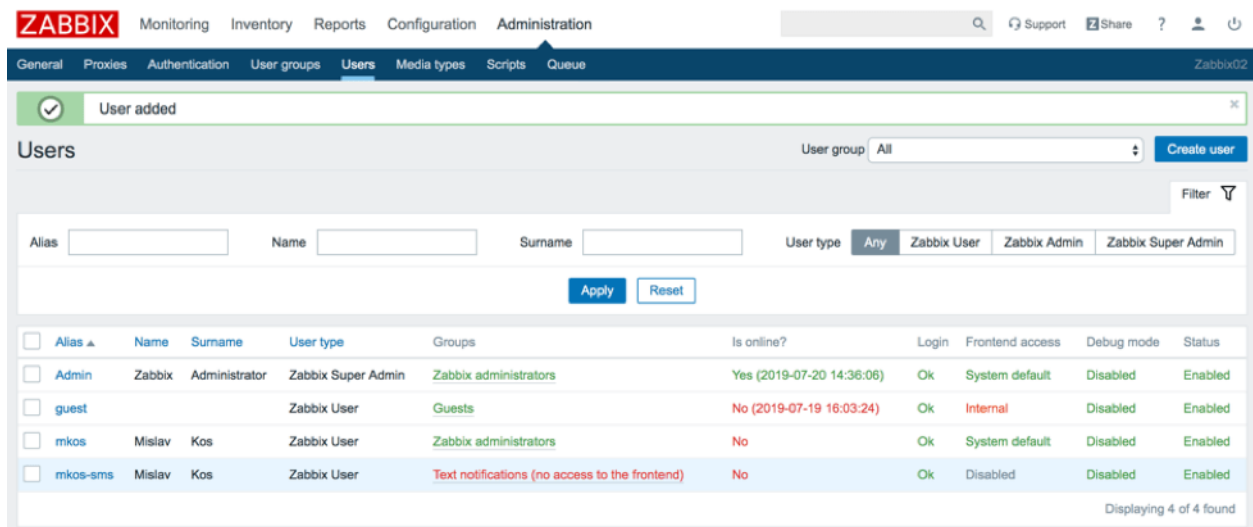 ZABBIX Monitoring Inventory Reports Configuration Administration Support Z Share ?
General Proxies Authentication User groups Users Media types Scripts Queue Zabbix02
User added
Users User group All Create user
Filter
Alias Name Surname User type Any Zabbix User Zabbix Admin Zabbix Super Admin
Apply Reset
Alias Name Surname User type Groups Is online? Login Frontend access Debug mode Status
Admin Zabbix Administrator Zabbix Super Admin Zabbix administrators Yes (2019-07-20 14:36:06) Ok System default Disabled Enabled
guest Zabbix User Guests No (2019-07-19 16:03:24) Ok Internal Disabled Enabled
mkos Mislav Kos Zabbix User Zabbix administrators No Ok System default Disabled Enabled
mkos-sms Mislav Kos Zabbix User Text notifications (no access to the frontend) No Ok Disabled Disabled Enabled
Displaying 4 of 4 found